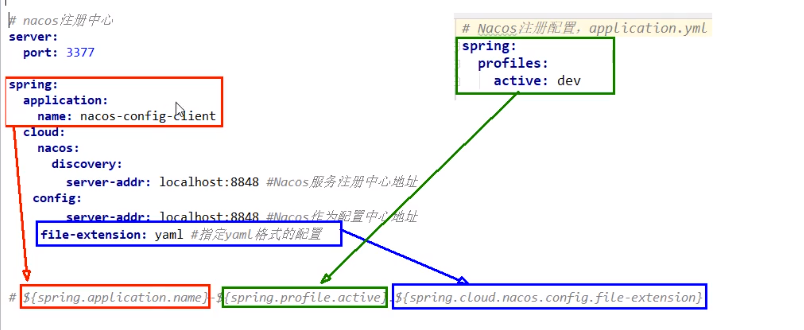 # nacos注册中心
server:
port: 3377
spring:
application:
name: nacos-config-client
cloud:
nacos:
discovery:
server-addr: localhost:8848 #Nacos服务注册中心地址
config:
server-addr: localhost:8848 #Nacos作为配置中心地址
file-extension: yaml #指定yaml格式的配置
# Nacos注册配置，application.yml
spring:
profiles:
active: dev
# ${spring.application.name}-${spring.profile.active}.${spring.cloud.nacos.config.file-extension}